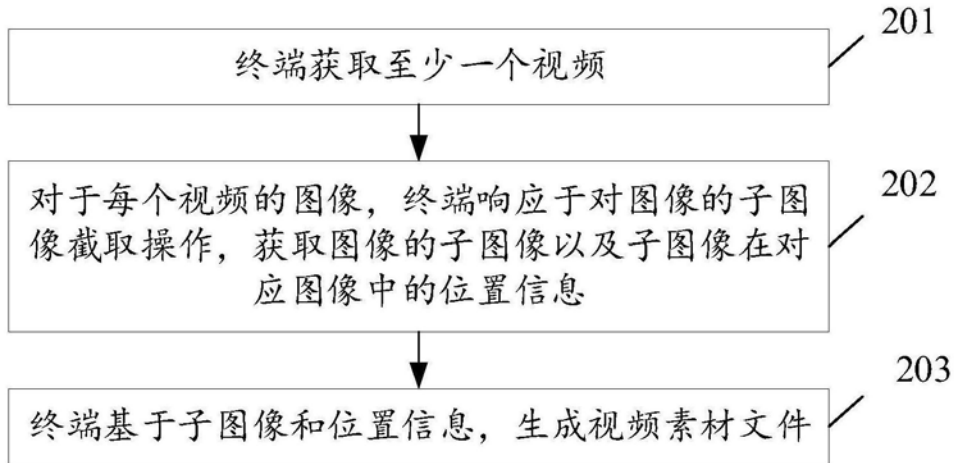 201
终端获取至少一个视频
202
对于每个视频的图像，终端响应于对图像的子图
像截取操作，获取图像的子图像以及子图像在对
应图像中的位置信息
203
终端基于子图像和位置信息，生成视频素材文件